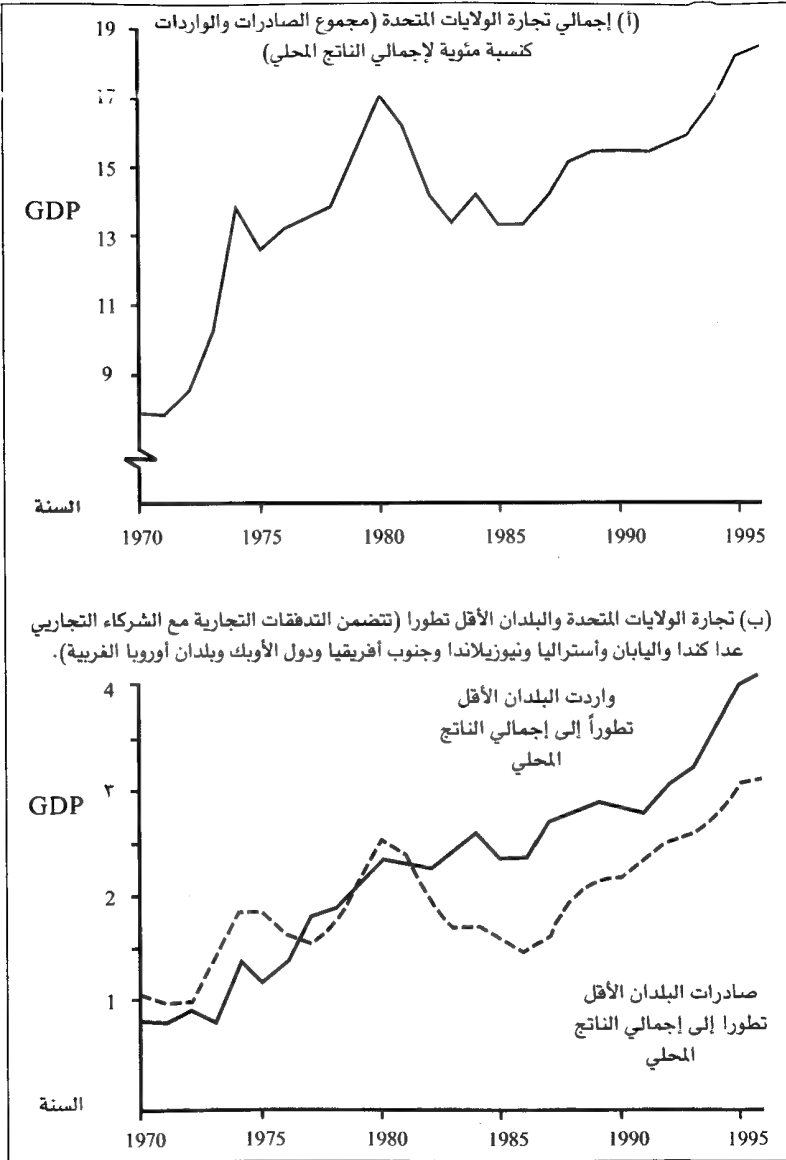 (أ) إجمالي تجارة الولايات المتحدة (مجموع الصادرات والواردات
كنسبة مئوية لإجمالي الناتج المحلي)
19
17
15
GDP
13
11
9
السنة
1970 1975 1980 1985 1990 1995
(ب) تجارة الولايات المتحدة والبلدان الأقل تطورا (تتضمن التدفقات التجارية مع الشركاء التجاريي
عدا كندا واليابان وأستراليا ونيوزيلاندا وجنوب أفريقيا ودول الأوبك وبلدان أوروبا الغربية).
4
واردت البلدان الأقل
تطوراً إلى إجمالي الناتج
المحلي
٣
GDP
2
1
صادرات البلدان الأقل
تطورا إلى إجمالي الناتج
المحلي
السنة
1970 1975 1980 1985 1990 1995